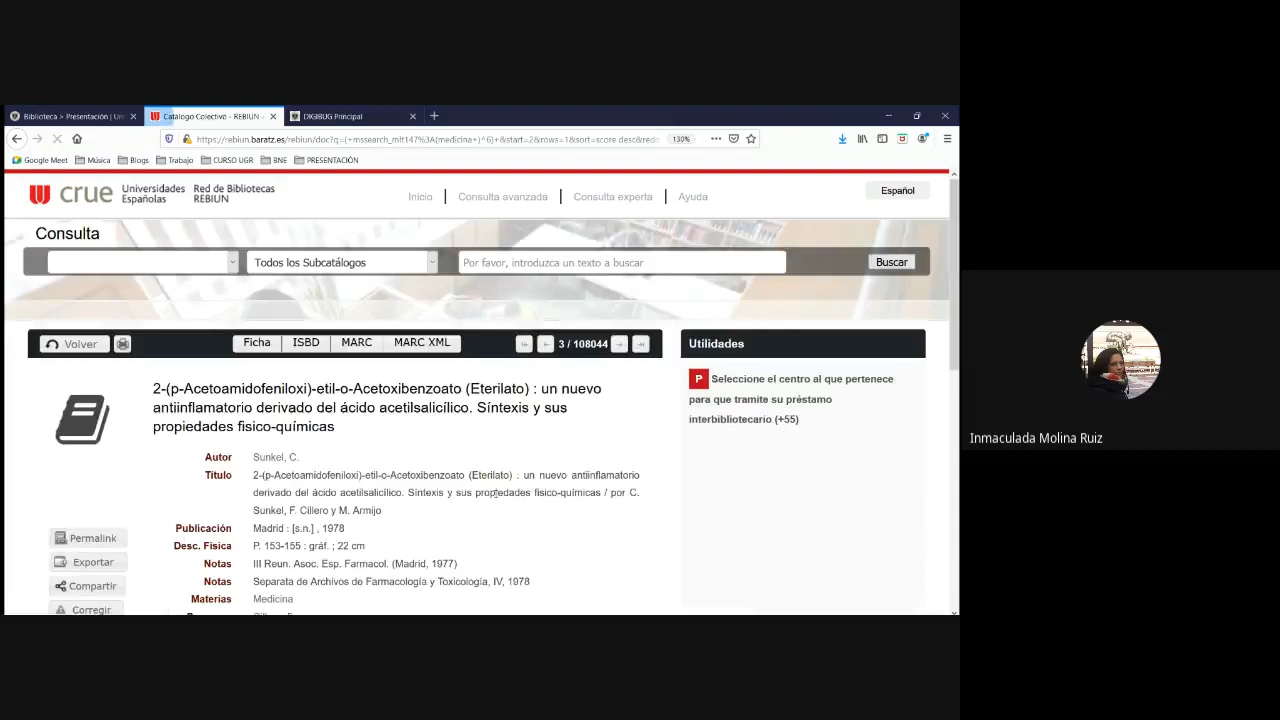 Biblioteca > Presentación | Un
Catálogo Colectivo - REBIUN -
DIGIBUG Principal
https://rebiun.baratz.es/rebiun/doc?q=(+mssearch_mlt147%3A(medicina+)^6)+&start=2&rows=1&sort=score desc&redo
130%
Google Meet Música Blogs Trabajo CURSO UGR BNE PRESENTACIÓN
crue Universidades Españolas
Red de Bibliotecas REBIUN
Inicio Consulta avanzada Consulta experta Ayuda
Español
Consulta
Todos los Subcatálogos
Por favor, introduzca un texto a buscar
Buscar
Volver
Ficha ISBD MARC MARC XML
3 / 108044
Utilidades
P Seleccione el centro al que pertenece
para que tramite su préstamo
interbibliotecario (+55)
2-(p-Acetoamidofeniloxi)-etil-o-Acetoxibenzoato (Eterilato) : un nuevo
antiinflamatorio derivado del ácido acetilsalicílico. Síntexis y sus
propiedades fisico-químicas
Autor Sunkel, C.
Título 2-(p-Acetoamidofeniloxi)-etil-o-Acetoxibenzoato (Eterilato) : un nuevo antiinflamatorio
derivado del ácido acetilsalicílico. Síntexis y sus propiedades fisico-químicas / por C.
Sunkel, F. Cillero y M. Armijo
Publicación Madrid : [s.n.] , 1978
Desc. Física P. 153-155 : gráf. ; 22 cm
Notas III Reun. Asoc. Esp. Farmacol. (Madrid, 1977)
Notas Separata de Archivos de Farmacología y Toxicología, IV, 1978
Materias Medicina
Permalink
Exportar
Compartir
Corregir
Inmaculada Molina Ruiz